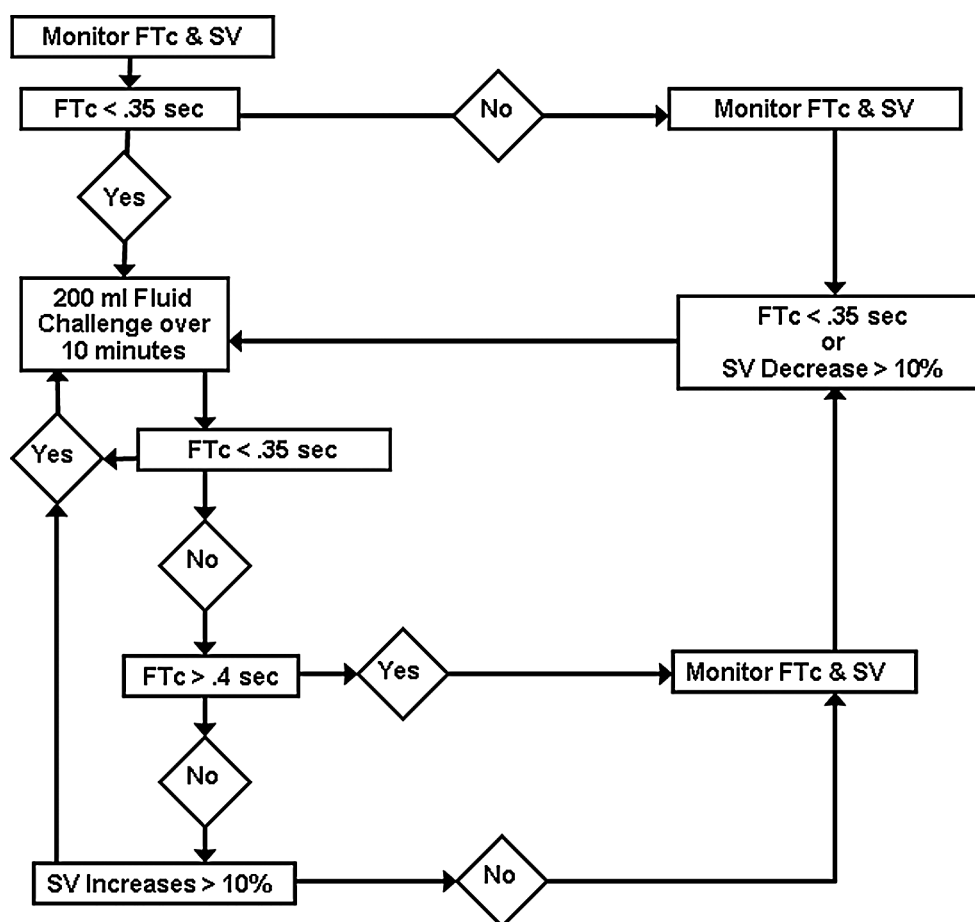 Monitor FTc & SV
FTc < .35 sec
No
Monitor FTc & SV
Yes
200 ml Fluid
Challenge over
10 minutes
FTc < .35 sec
or
SV Decrease > 10%
Yes
FTc < .35 sec
No
FTc > .4 sec
Yes
Monitor FTc & SV
No
SV Increases > 10%
No